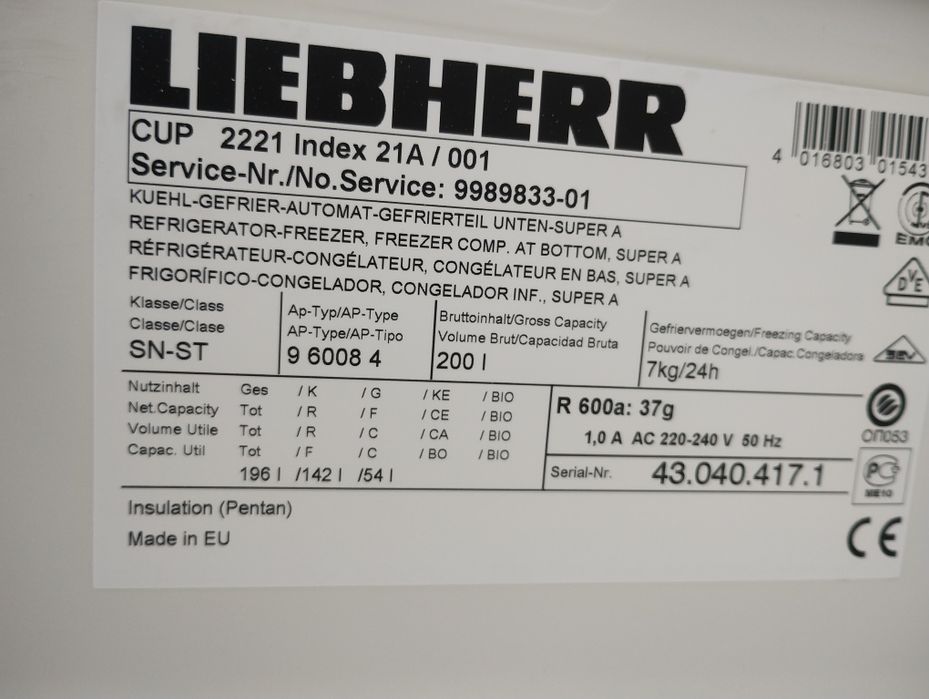 LIEBHERR
CUP 2221 Index 21A / 001
Service-Nr./No.Service: 9989833-01
4 016803 01543
KUEHL-GEFRIER-AUTOMAT-GEFRIERTEIL UNTEN-SUPER A
REFRIGERATOR-FREEZER, FREEZER COMP. AT BOTTOM, SUPER A
RÉFRIGÉRATEUR-CONGÉLATEUR, CONGÉLATEUR EN BAS, SUPER A
FRIGORÍFICO-CONGELADOR, CONGELADOR INF., SUPER A
Klasse/Class
Classe/Clase
SN-ST
Ap-Typ/AP-Type
AP-Type/AP-Tipo
9 6008 4
Bruttoinhalt/Gross Capacity
Volume Brut/Capacidad Bruta
200 l
Gefriervermoegen/Freezing Capacity
Pouvoir de Congel./Capac.Congeladora
7kg/24h
Nutzinhalt Ges / K / G / KE / BIO
Net.Capacity Tot / R / F / CE / BIO
Volume Utile Tot / R / C / CA / BIO
Capac. Util Tot / F / C / BO / BIO
196 l /142 l /54 l
R 600a: 37g
1,0 A AC 220-240 V 50 Hz
Serial-Nr. 43.040.417.1
Insulation (Pentan)
Made in EU
EMC
DVE
SEV
ОП053
РС
ME10
CE